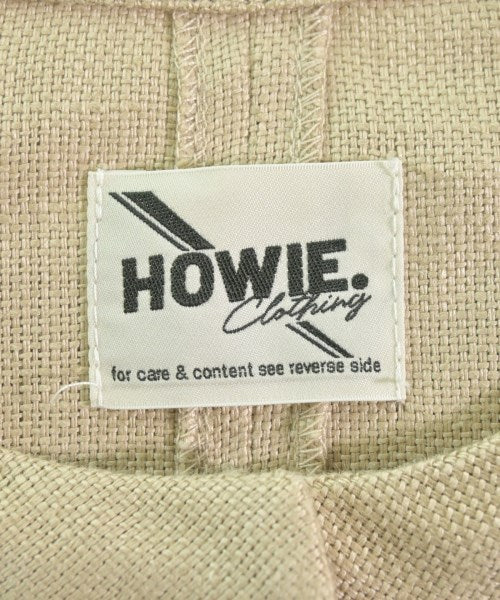 HOWIE.
Clothing
for care & content see reverse side